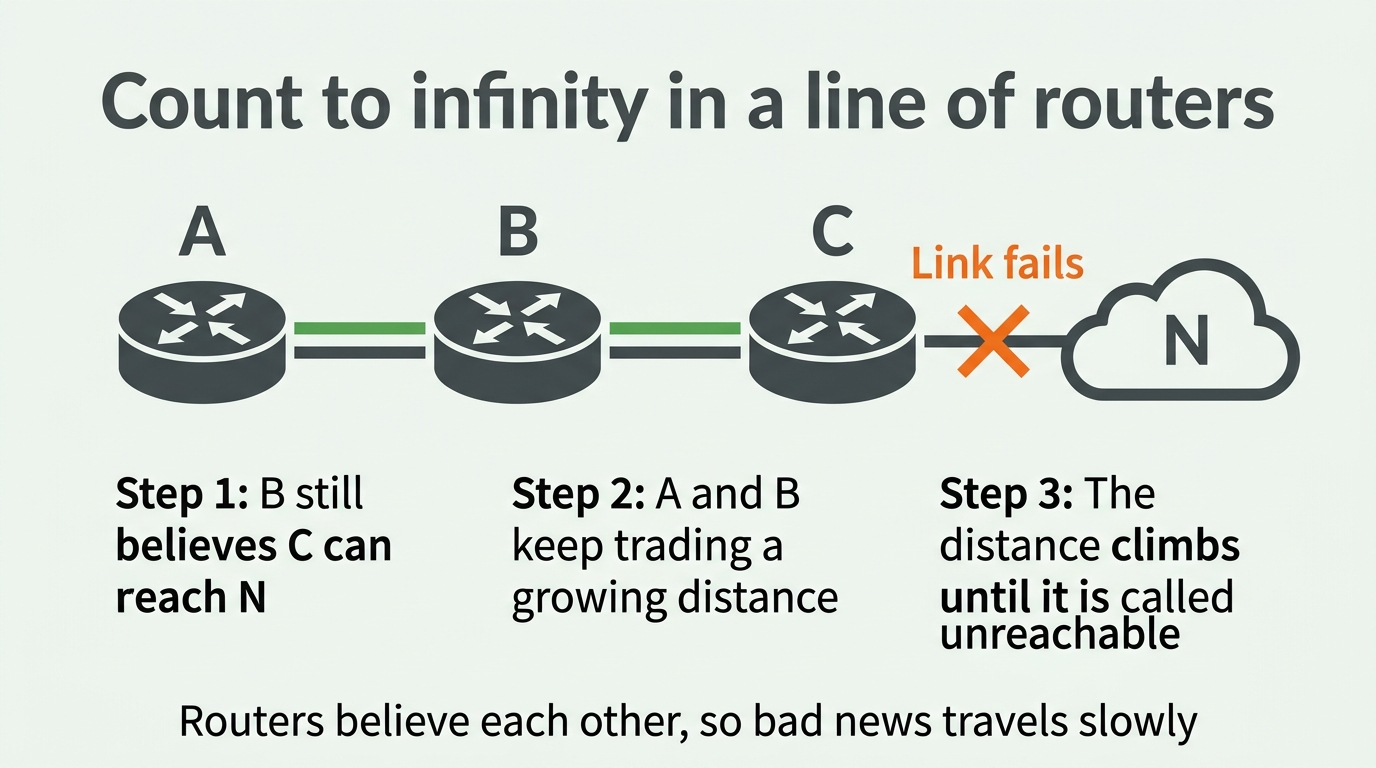 Count to infinity in a line of routers
A
B
C
Link fails
N
Step 1: B still
believes C can
reach N
Step 2: A and B
keep trading a
growing distance
Step 3: The
distance climbs
until it is called
unreachable
Routers believe each other, so bad news travels slowly